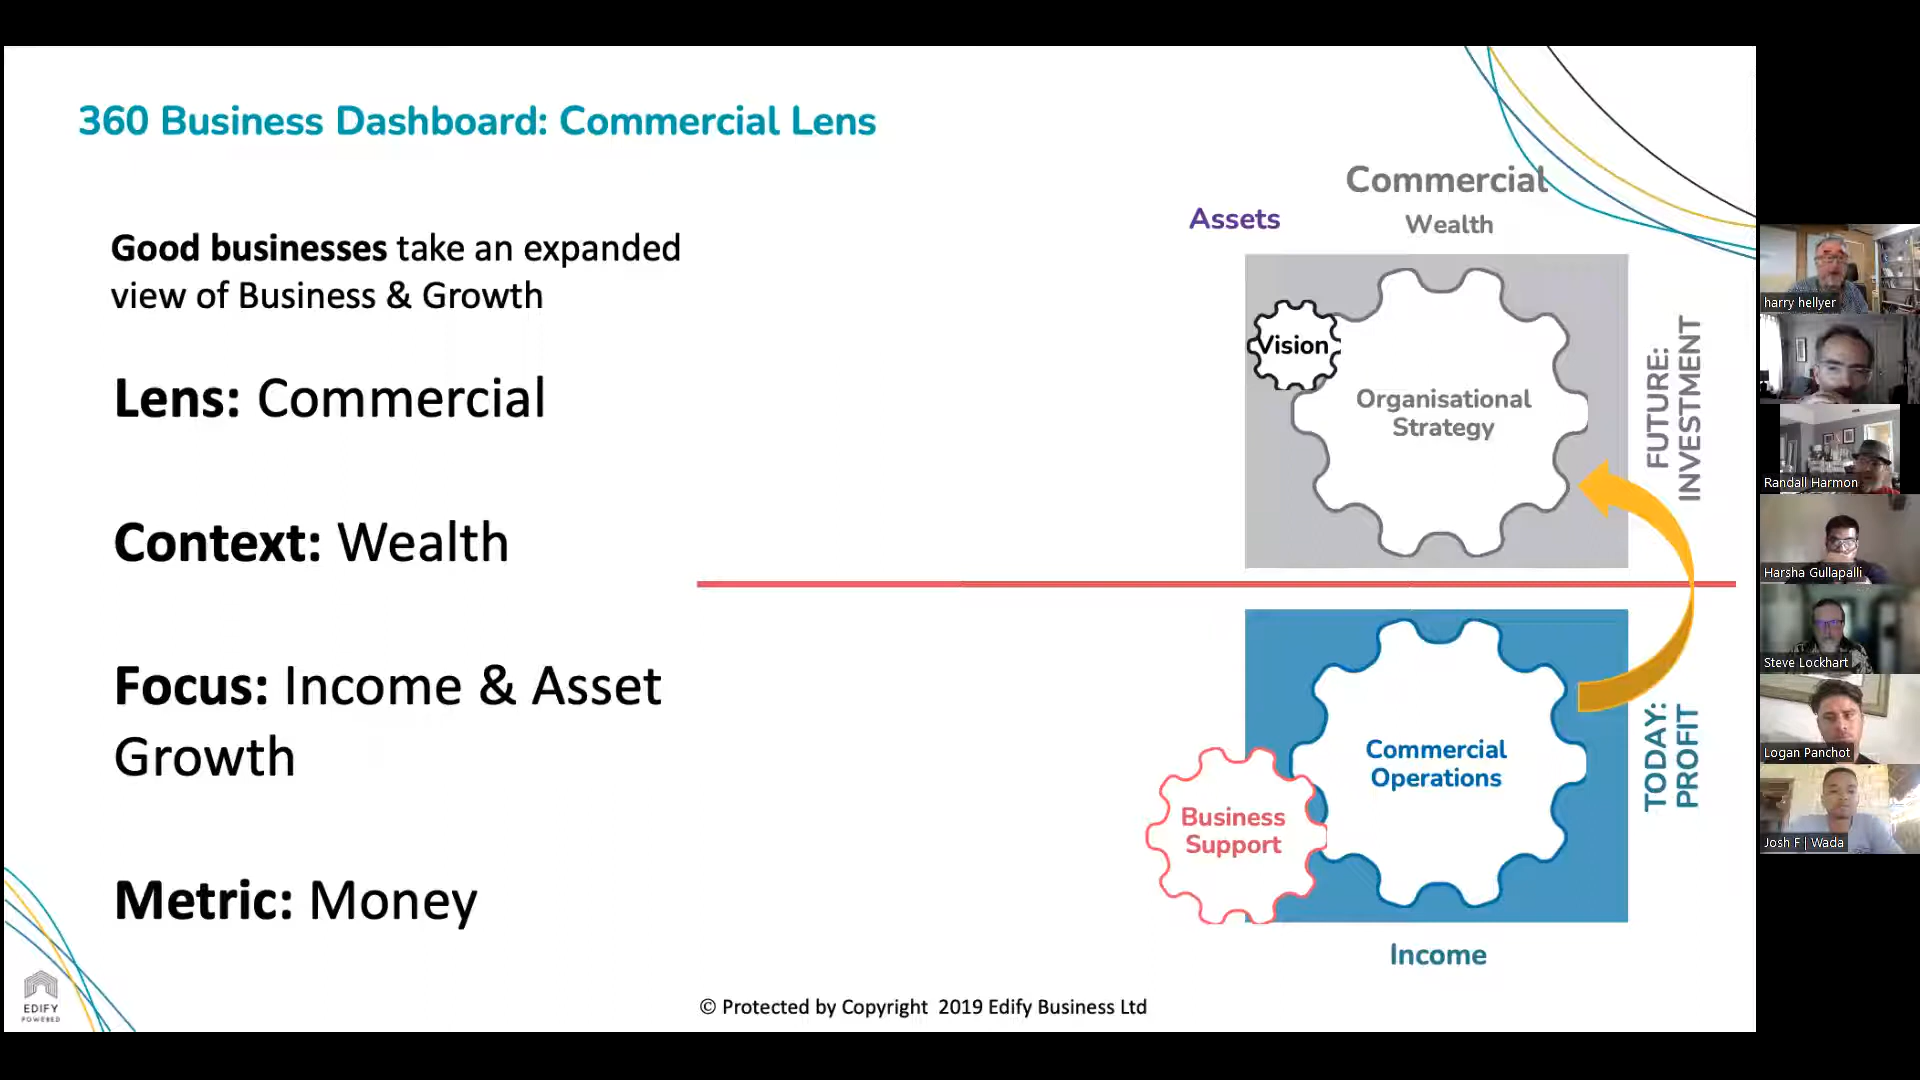 360 Business Dashboard: Commercial Lens
Good businesses take an expanded
view of Business & Growth
Lens: Commercial
Context: Wealth
Focus: Income & Asset
Growth
Metric: Money
Commercial
Assets
Wealth
Vision
Organisational
Strategy
FUTURE:
INVESTMENT
Commercial
Operations
Business
Support
TODAY:
PROFIT
Income
EDIFY
POWERED
© Protected by Copyright 2019 Edify Business Ltd
harry hellyer
Randall Harmon
Harsha Gullapalli
Steve Lockhart
Logan Panchot
Josh F | Wada